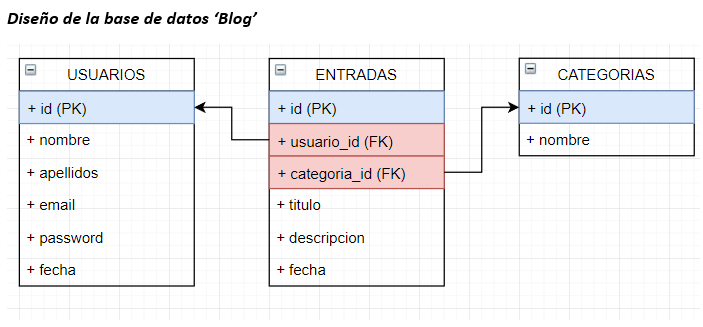 Diseño de la base de datos ‘Blog’
USUARIOS
+ id (PK)
+ nombre
+ apellidos
+ email
+ password
+ fecha
ENTRADAS
+ id (PK)
+ usuario_id (FK)
+ categoria_id (FK)
+ titulo
+ descripcion
+ fecha
CATEGORIAS
+ id (PK)
+ nombre